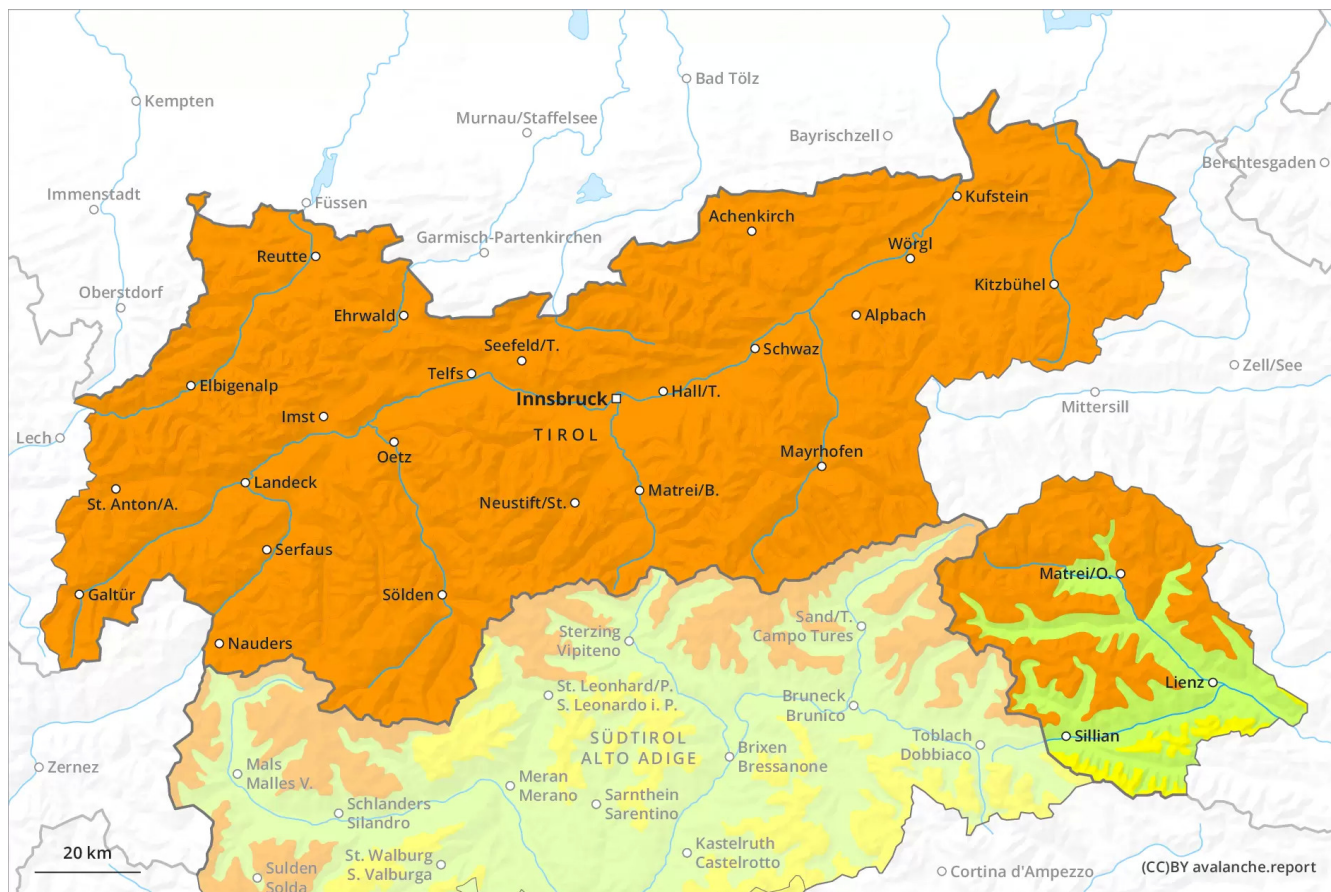 Bad Tölz
Kempten
Murnau/Staffelsee
Bayrischzell
Berchtesgaden
Immenstadt
Füssen
Kufstein
Achenkirch
Garmisch-Partenkirchen
Wörgl
Reutte
Kitzbühel
Oberstdorf
Ehrwald
Alpbach
Seefeld/T.
Schwaz
Zell/See
Telfs
Elbigenalp
Hall/T.
Innsbruck
Mittersill
Imst
TIROL
Lech
Oetz
Mayrhofen
Landeck
Matrei/B.
St. Anton/A.
Neustift/St.
Serfaus
Matrei/O.
Galtür
Sölden
Sand/T.
Campo Tures
Sterzing
Vipiteno
Nauders
Lienz
St. Leonhard/P.
S. Leonardo i. P.
Bruneck
Brunico
SÜDTIROL
ALTO ADIGE
Toblach
Dobbiaco
Sillian
Brixen
Bressanone
Zernez
Mals
Malles V.
Meran
Merano
Sarnthein
Sarentino
Schlanders
Silandro
Kastelruth
Castelrotto
20 km
St. Walburg
S. Valburga
Sulden
Solda
Cortina d'Ampezzo
(CC)BY avalanche.report